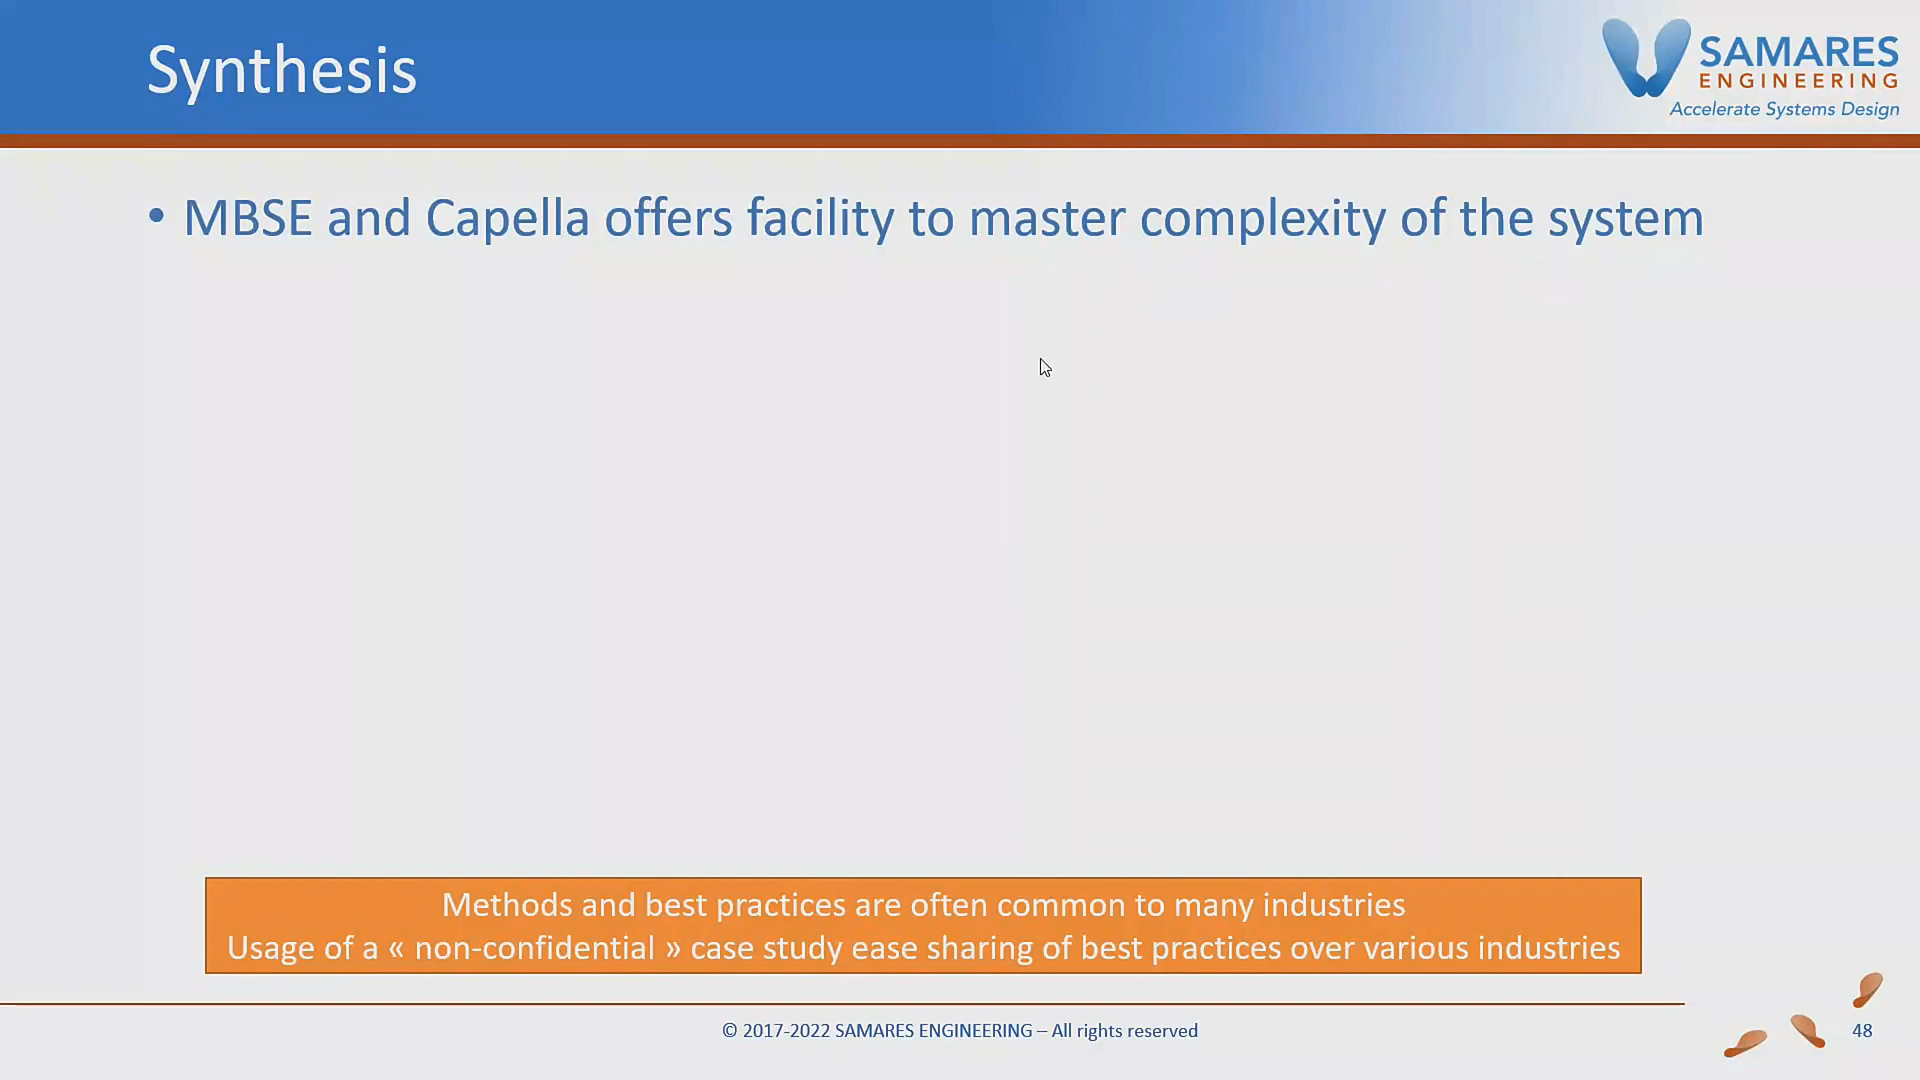 Synthesis
SAMARES
ENGINEERING
Accelerate Systems Design
• MBSE and Capella offers facility to master complexity of the system
Methods and best practices are often common to many industries
Usage of a « non-confidential » case study ease sharing of best practices over various industries
© 2017-2022 SAMARES ENGINEERING – All rights reserved
48